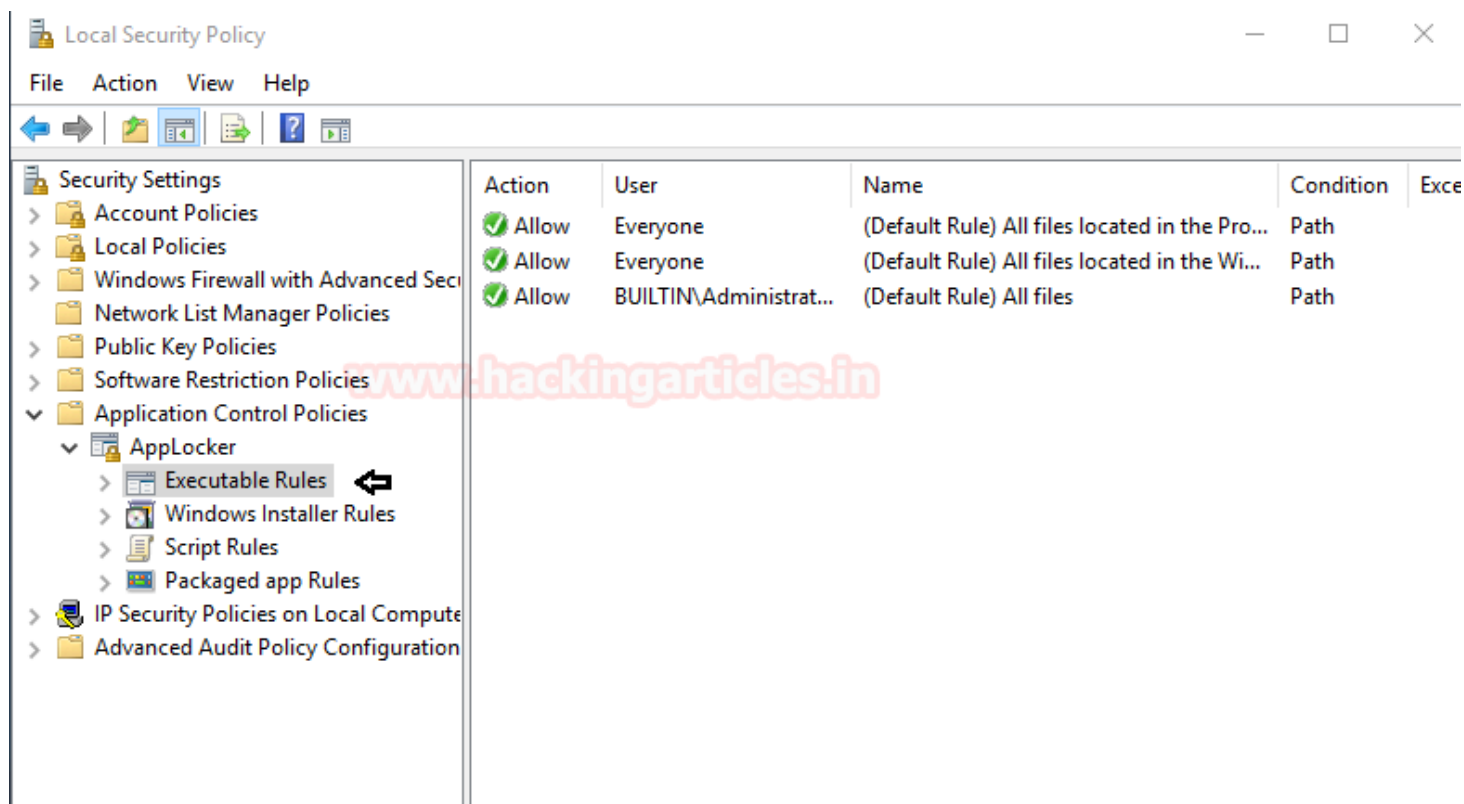 Local Security Policy
File Action View Help
Security Settings
Account Policies
Local Policies
Windows Firewall with Advanced Secu
Network List Manager Policies
Public Key Policies
Software Restriction Policies
Application Control Policies
AppLocker
Executable Rules
Windows Installer Rules
Script Rules
Packaged app Rules
IP Security Policies on Local Compute
Advanced Audit Policy Configuration
Action User Name Condition Exce
Allow Everyone (Default Rule) All files located in the Pro... Path
Allow Everyone (Default Rule) All files located in the Wi... Path
Allow BUILTIN\Administrat... (Default Rule) All files Path
www.hackingarticles.in